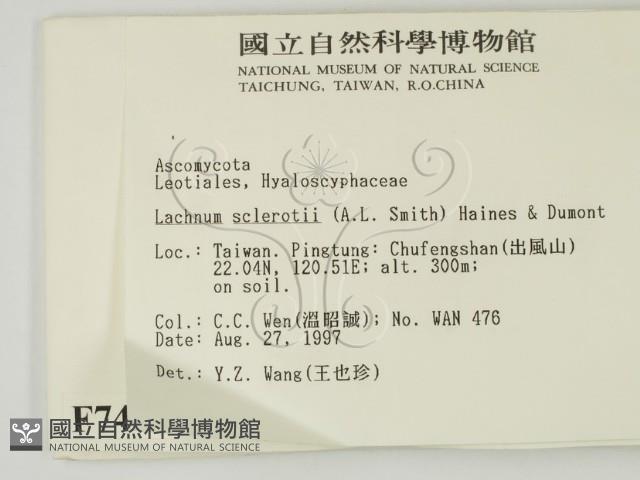 國立自然科學博物館
NATIONAL MUSEUM OF NATURAL SCIENCE
TAICHUNG, TAIWAN, R.O.CHINA
Ascomycota
Leotiales, Hyaloscyphaceae
Lachnum sclerotii (A.L. Smith) Haines & Dumont
Loc.: Taiwan. Pingtung: Chufengshan(出風山)
22.04N, 120.51E; alt. 300m;
on soil.
Col.: C.C. Wen(溫昭誠); No. WAN 476
Date: Aug. 27, 1997
Det.: Y.Z. Wang(王也珍)
F74
國立自然科學博物館
NATIONAL MUSEUM OF NATURAL SCIENCE